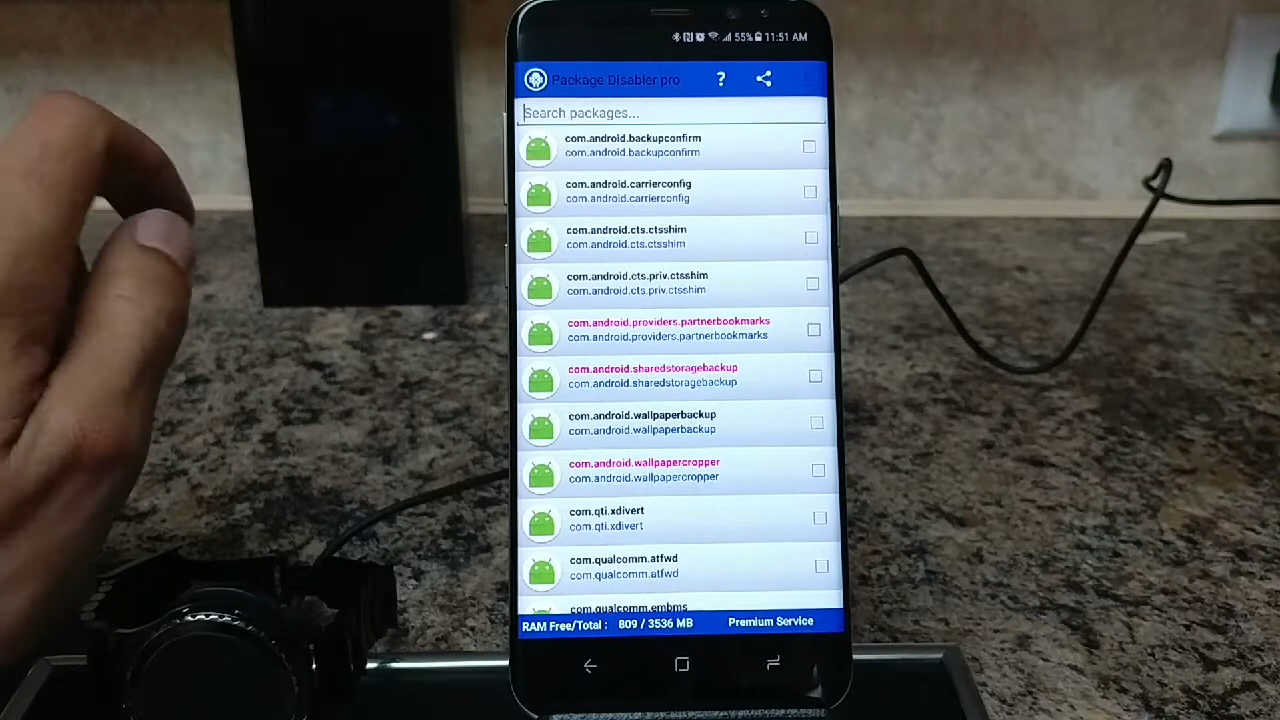 55% 11:51 AM
Package Disabler pro ?
Search packages...
com.android.backupconfirm
com.android.backupconfirm
com.android.carrierconfig
com.android.carrierconfig
com.android.cts.ctsshim
com.android.cts.ctsshim
com.android.cts.priv.ctsshim
com.android.cts.priv.ctsshim
com.android.providers.partnerbookmarks
com.android.providers.partnerbookmarks
com.android.sharedstoragebackup
com.android.sharedstoragebackup
com.android.wallpaperbackup
com.android.wallpaperbackup
com.android.wallpapercropper
com.android.wallpapercropper
com.qti.xdivert
com.qti.xdivert
com.qualcomm.atfwd
com.qualcomm.atfwd
com.qualcomm.embms
RAM Free/Total : 809 / 3536 MB Premium Service